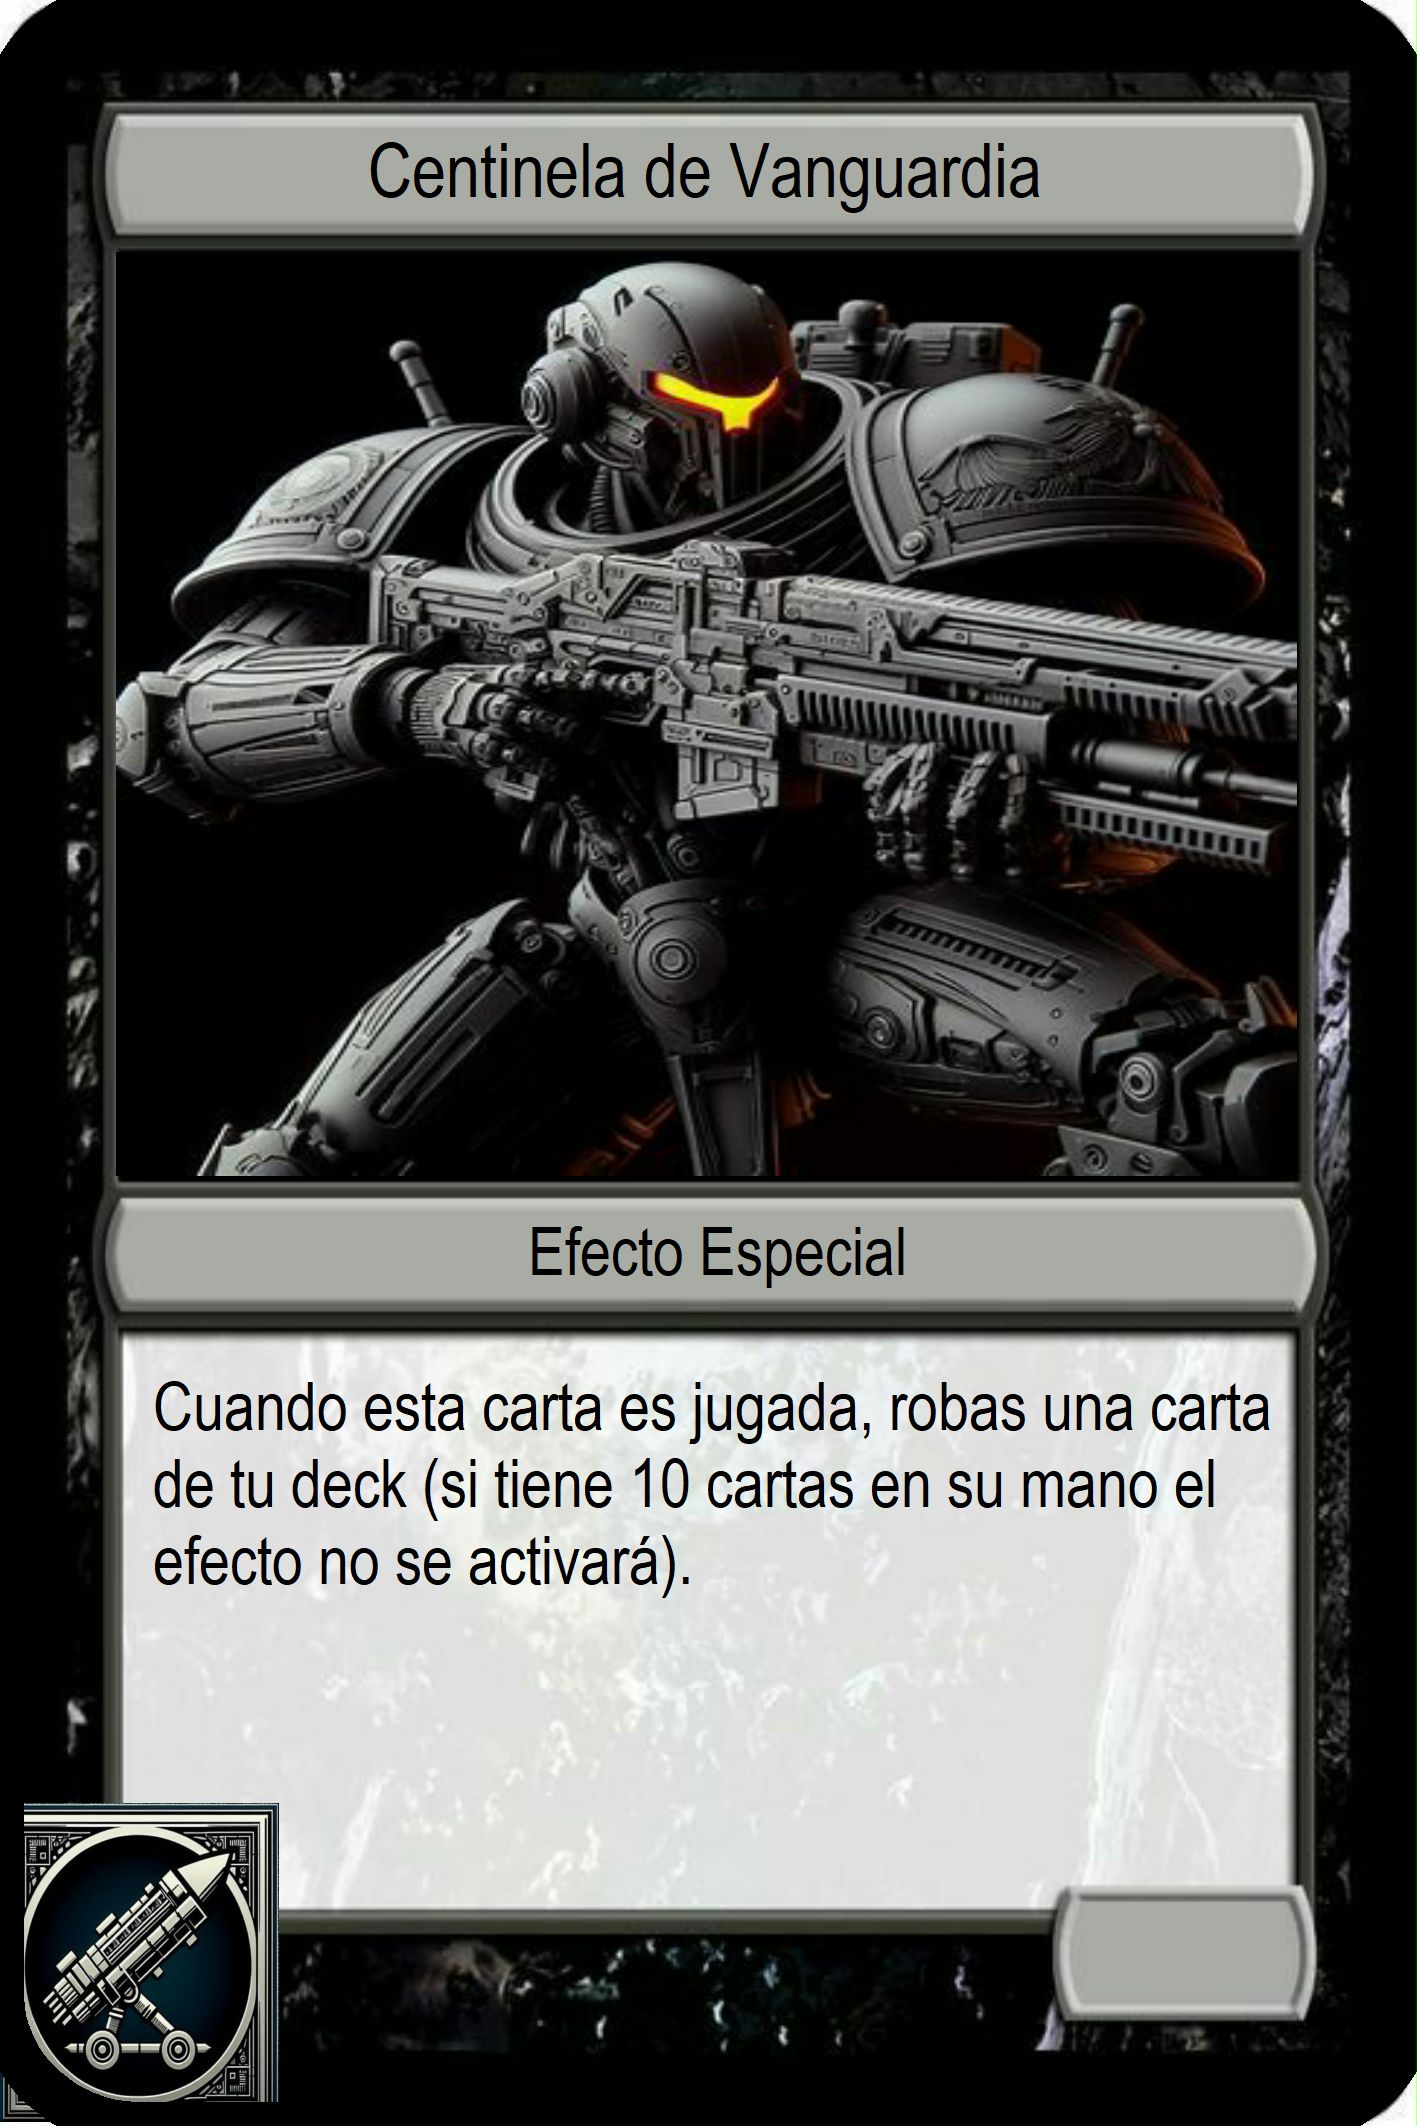 Centinela de Vanguardia
Efecto Especial
Cuando esta carta es jugada, robas una carta
de tu deck (si tiene 10 cartas en su mano el
efecto no se activará).